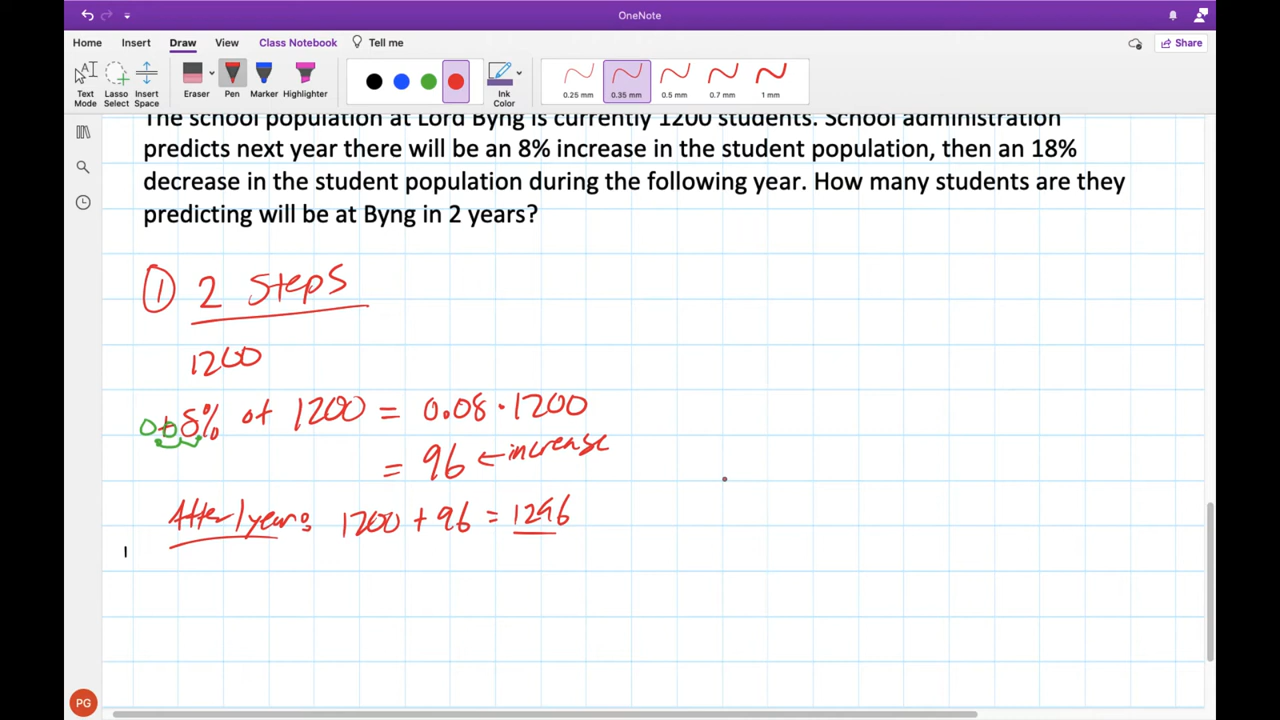 OneNote
Home Insert Draw View Class Notebook Tell me
Share
Text Mode
Lasso Select
Insert Space
Eraser
Pen
Marker
Highlighter
Ink Color
0.25 mm 0.35 mm 0.5 mm 0.7 mm 1 mm
The school population at Lord Byng is currently 1200 students. School administration
predicts next year there will be an 8% increase in the student population, then an 18%
decrease in the student population during the following year. How many students are they
predicting will be at Byng in 2 years?
① 2 Steps
1200
8% of 1200 = 0.08 · 1200
= 96 ← increase
After 1 year: 1200 + 96 = 1296
PG